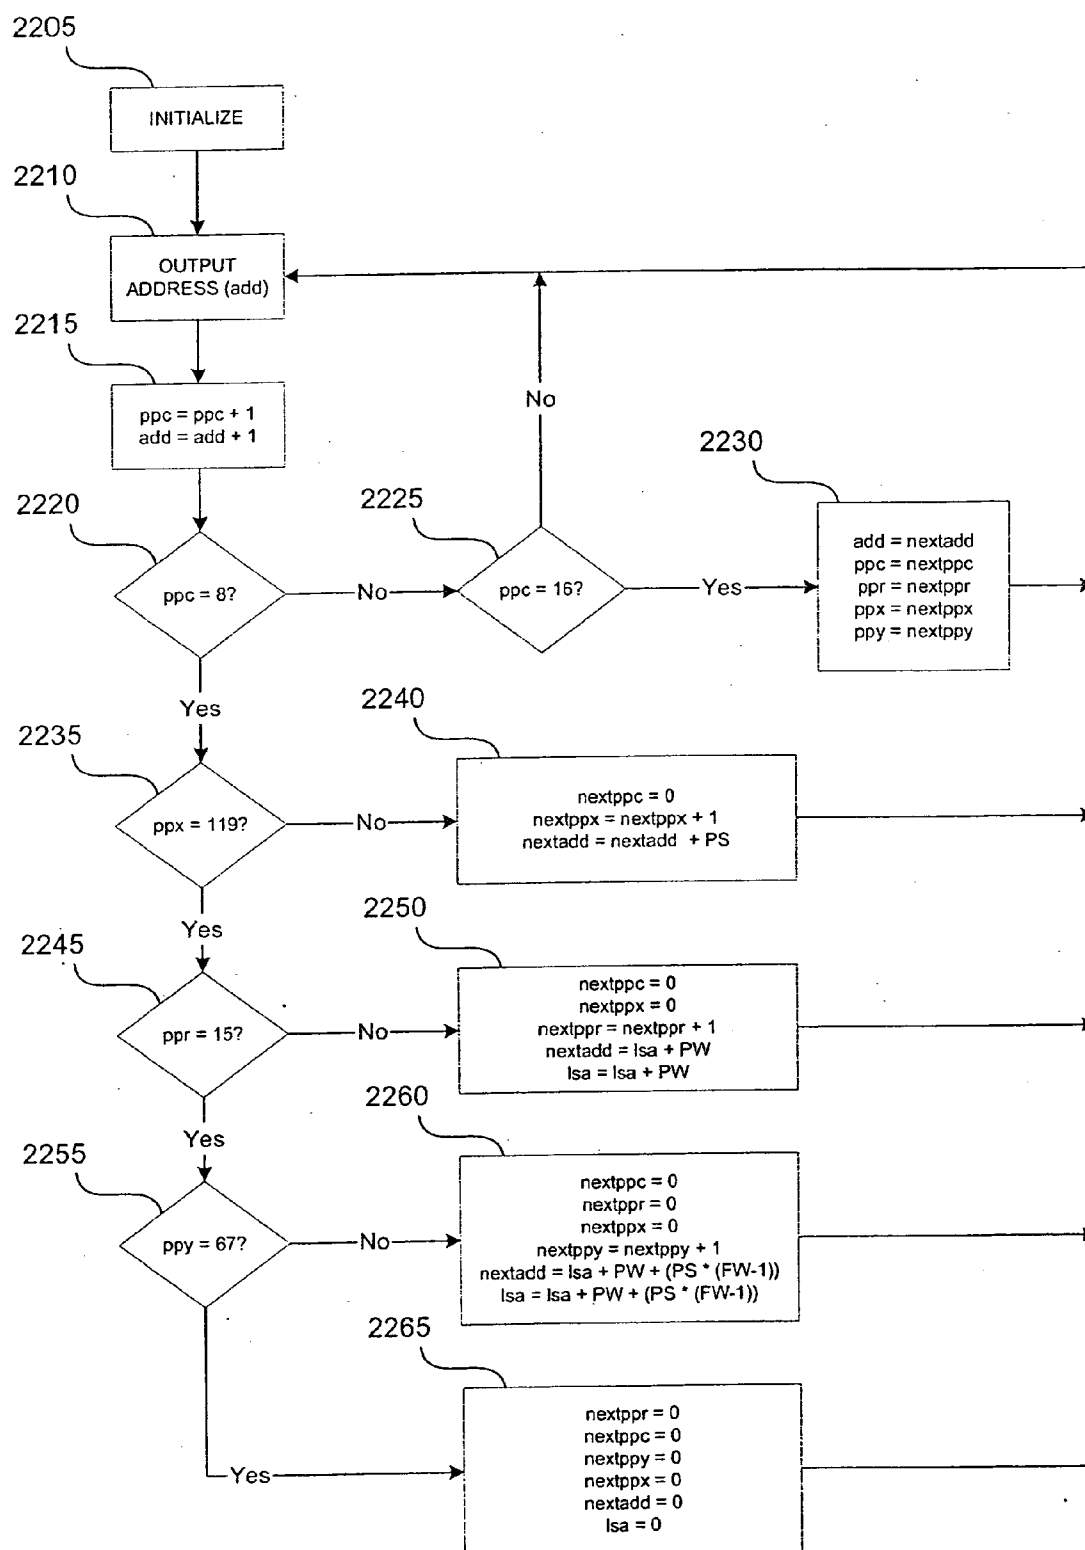 2205
INITIALIZE
2210
OUTPUT
ADDRESS (add)
2215
ppc = ppc + 1
add = add + 1
No
2220
ppc = 8?
No
2225
ppc = 16?
Yes
2230
add = nextadd
ppc = nextppc
ppr = nextppr
ppx = nextppx
ppy = nextppy
Yes
2235
ppx = 119?
No
2240
nextppc = 0
nextppx = nextppx + 1
nextadd = nextadd + PS
Yes
2245
ppr = 15?
No
2250
nextppc = 0
nextppx = 0
nextppr = nextppr + 1
nextadd = lsa + PW
lsa = lsa + PW
Yes
2255
ppy = 67?
No
2260
nextppc = 0
nextppr = 0
nextppx = 0
nextppy = nextppy + 1
nextadd = lsa + PW + (PS * (FW-1))
lsa = lsa + PW + (PS * (FW-1))
Yes
2265
nextppr = 0
nextppc = 0
nextppy = 0
nextppx = 0
nextadd = 0
lsa = 0